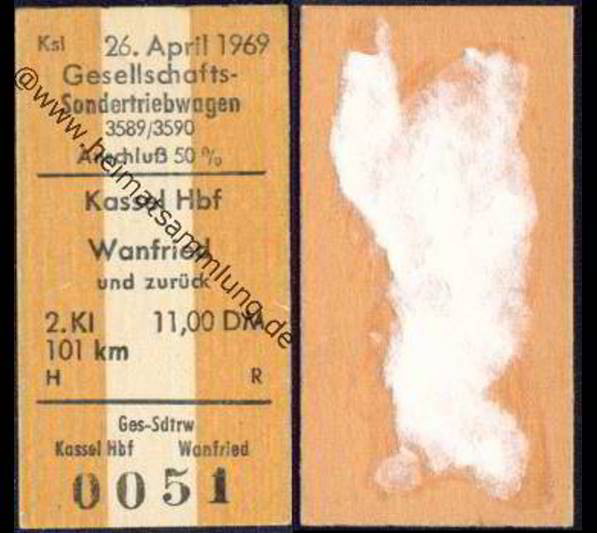 Ksl 26. April 1969
Gesellschafts-
Sondertriebwagen
3589/3590
Anschluß 50 %
Kassel Hbf
Wanfried
und zurück
2.Kl 11,00 DM
101 km
H R
Ges-Sdtrw
Kassel Hbf Wanfried
0051
@www.heimatsammlung.de